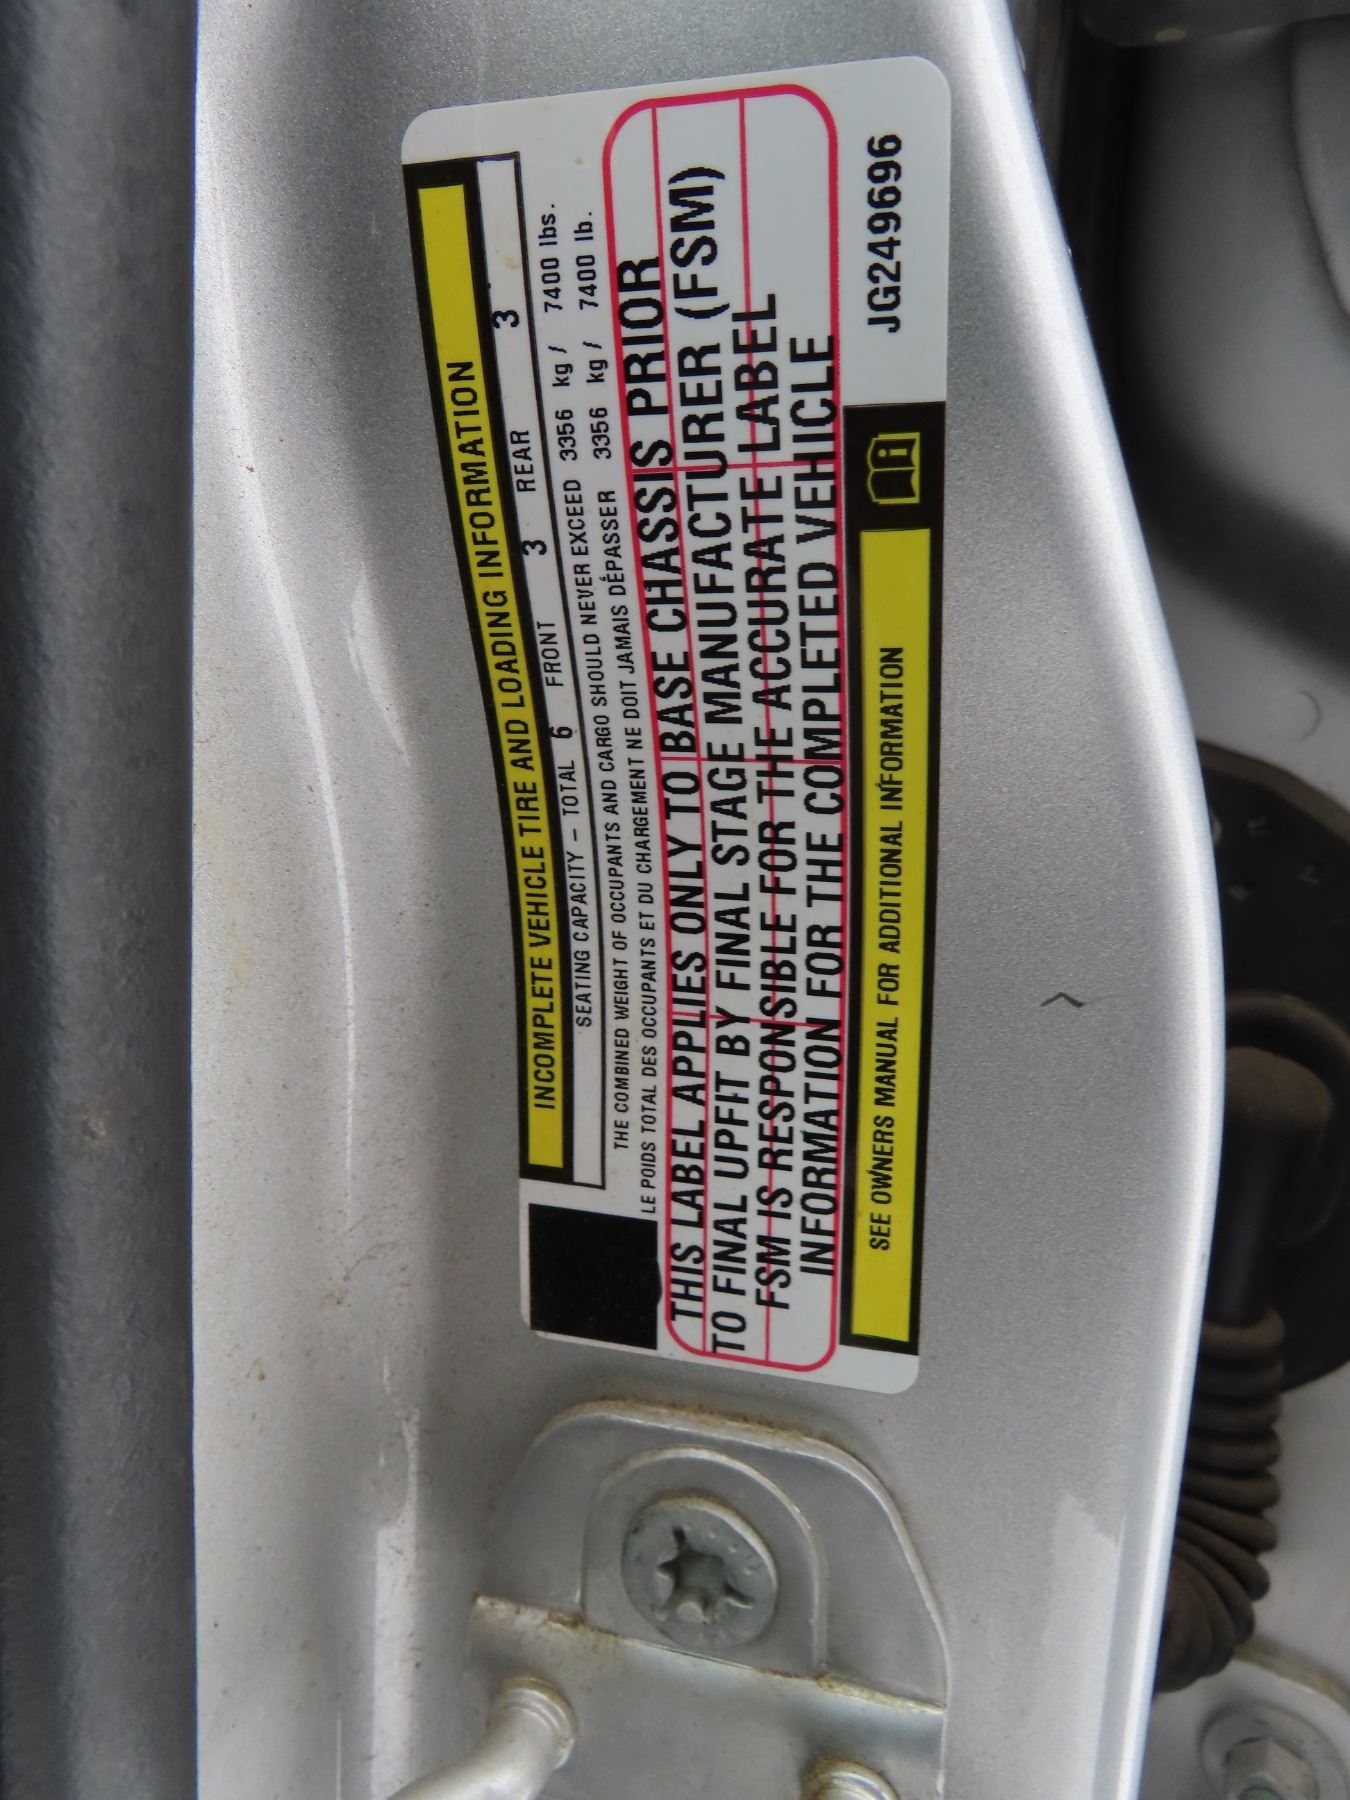 INCOMPLETE VEHICLE TIRE AND LOADING INFORMATION
SEATING CAPACITY - TOTAL 6 FRONT 3 REAR 3
THE COMBINED WEIGHT OF OCCUPANTS AND CARGO SHOULD NEVER EXCEED 3356 kg / 7400 lbs.
LE POIDS TOTAL DES OCCUPANTS ET DU CHARGEMENT NE DOIT JAMAIS DÉPASSER 3356 kg / 7400 lb.
THIS LABEL APPLIES ONLY TO BASE CHASSIS PRIOR
TO FINAL UPFIT BY FINAL STAGE MANUFACTURER (FSM)
FSM IS RESPONSIBLE FOR THE ACCURATE LABEL
INFORMATION FOR THE COMPLETED VEHICLE
SEE OWNERS MANUAL FOR ADDITIONAL INFORMATION
JG249696